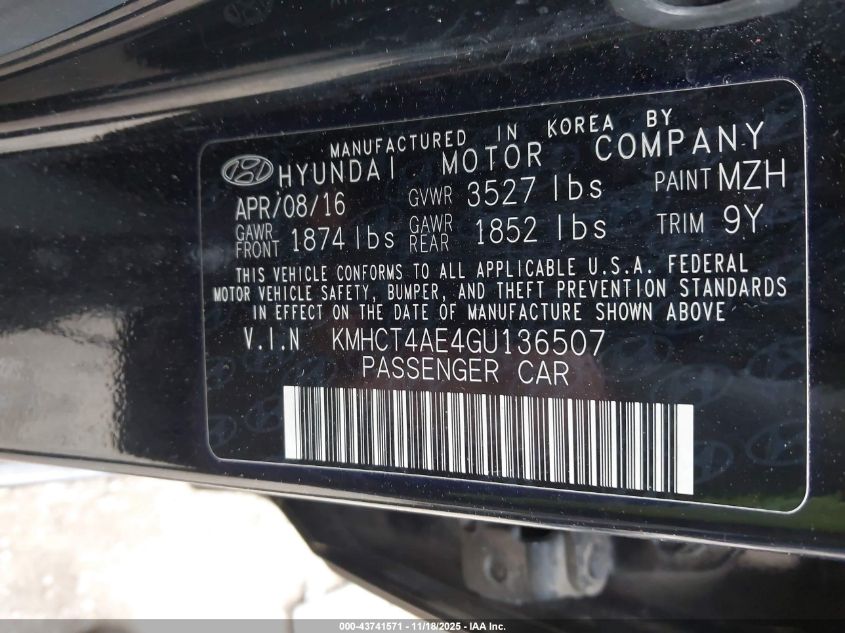 MANUFACTURED IN KOREA BY
HYUNDAI MOTOR COMPANY
APR/08/16 GVWR 3527 lbs PAINT MZH
GAWR FRONT 1874 lbs GAWR REAR 1852 lbs TRIM 9Y
THIS VEHICLE CONFORMS TO ALL APPLICABLE U.S.A. FEDERAL
MOTOR VEHICLE SAFETY, BUMPER, AND THEFT PREVENTION STANDARDS
IN EFFECT ON THE DATE OF MANUFACTURE SHOWN ABOVE
V.I.N KMHCT4AE4GU136507
PASSENGER CAR
000-43741571 - 11/18/2025 - IAA Inc.